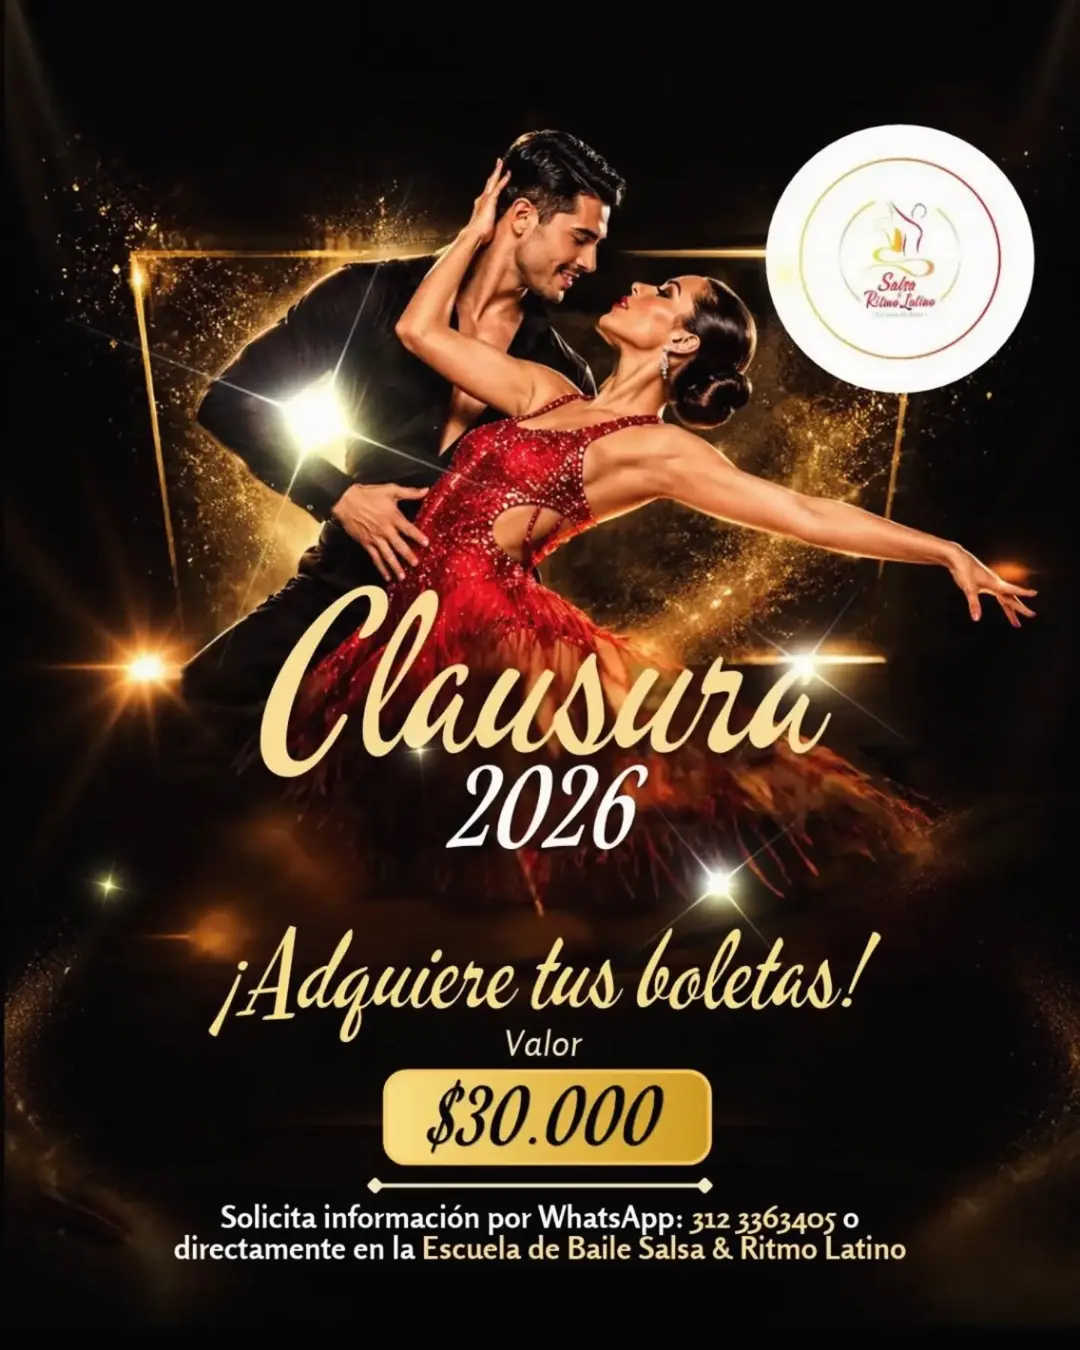 Salsa
Ritmo Latino
Clausura
2026
¡Adquiere tus boletas!
Valor
$30.000
Solicita información por WhatsApp: 312 3363405 o
directamente en la Escuela de Baile Salsa & Ritmo Latino